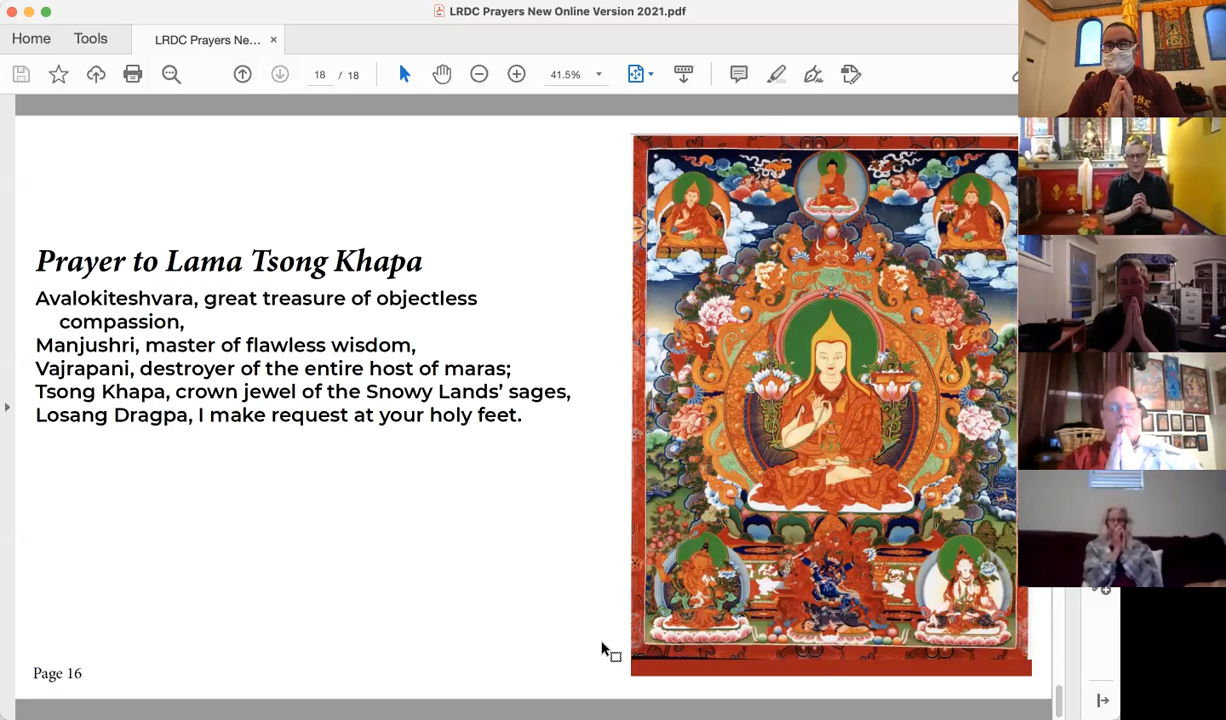 LRDC Prayers New Online Version 2021.pdf
Home
Tools
LRDC Prayers Ne...
18 / 18
41.5%
Prayer to Lama Tsong Khapa
Avalokiteshvara, great treasure of objectless
compassion,
Manjushri, master of flawless wisdom,
Vajrapani, destroyer of the entire host of maras;
Tsong Khapa, crown jewel of the Snowy Lands’ sages,
Losang Dragpa, I make request at your holy feet.
Page 16